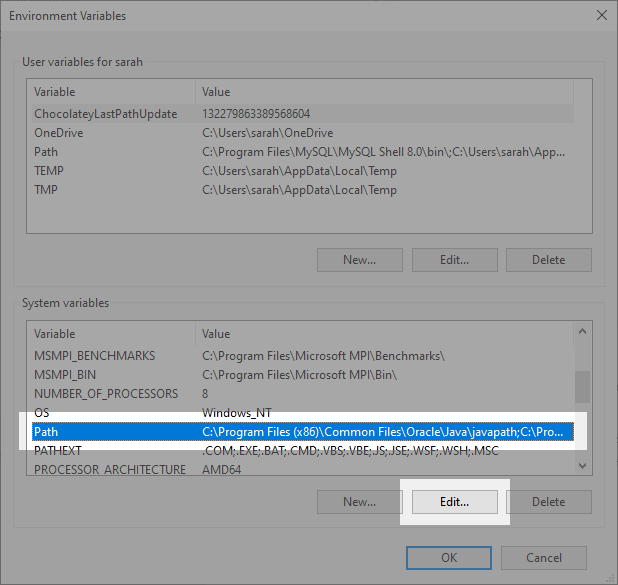 Environment Variables
User variables for sarah
Variable Value
ChocolateyLastPathUpdate 132279863389568604
OneDrive C:\Users\sarah\OneDrive
Path C:\Program Files\MySQL\MySQL Shell 8.0\bin\;C:\Users\sarah\App...
TEMP C:\Users\sarah\AppData\Local\Temp
TMP C:\Users\sarah\AppData\Local\Temp
New... Edit... Delete
System variables
Variable Value
MSMPI_BENCHMARKS C:\Program Files\Microsoft MPI\Benchmarks\
MSMPI_BIN C:\Program Files\Microsoft MPI\Bin\
NUMBER_OF_PROCESSORS 8
OS Windows_NT
Path C:\Program Files (x86)\Common Files\Oracle\Java\javapath;C:\Pro...
PATHEXT .COM;.EXE;.BAT;.CMD;.VBS;.VBE;.JS;.JSE;.WSF;.WSH;.MSC
PROCESSOR_ARCHITECTURE AMD64
New... Edit... Delete
OK Cancel